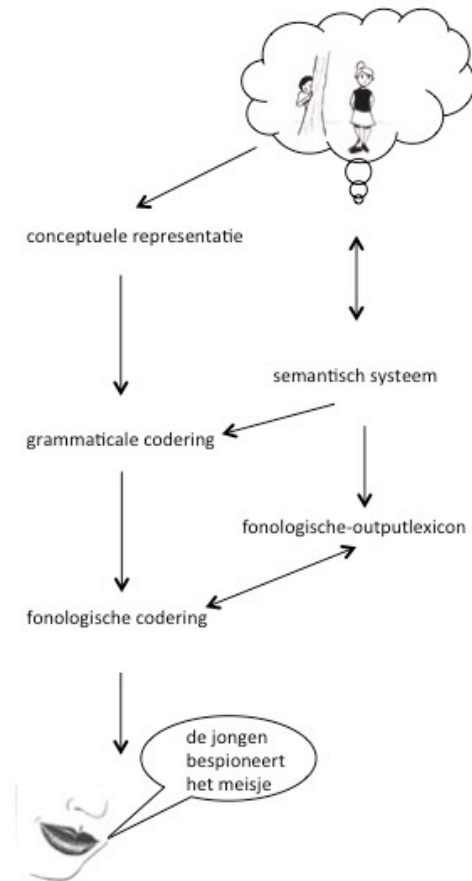 conceptuele representatie
semantisch systeem
grammaticale codering
fonologische-outputlexicon
fonologische codering
de jongen
bespioneert
het meisje